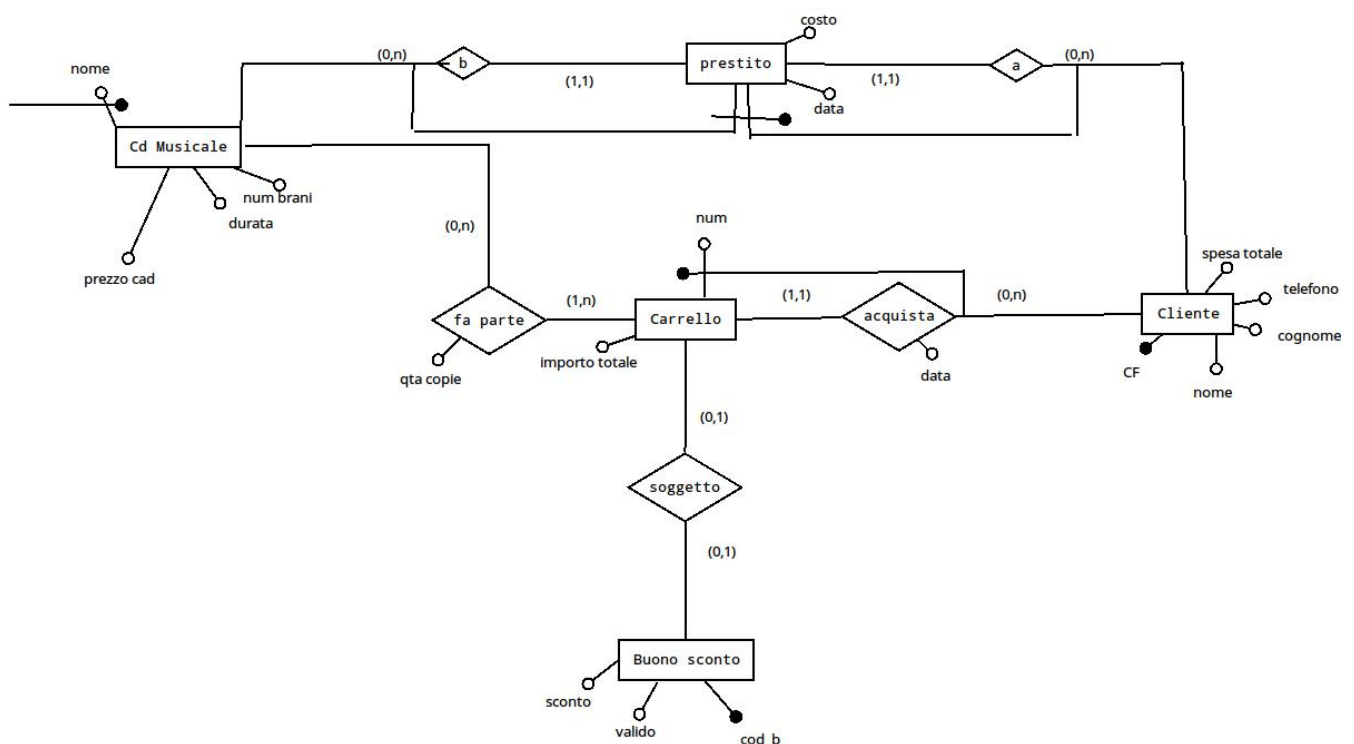 costo
(0,n)
b
prestito
a
(0,n)
nome
(1,1)
(1,1)
data
Cd Musicale
num brani
durata
(0,n)
num
prezzo cad
spesa totale
telefono
(1,n)
(1,1)
(0,n)
fa parte
Carrello
acquista
Cliente
cognome
importo totale
qta copie
data
CF
nome
(0,1)
soggetto
(0,1)
Buono sconto
sconto
valido
cod_b